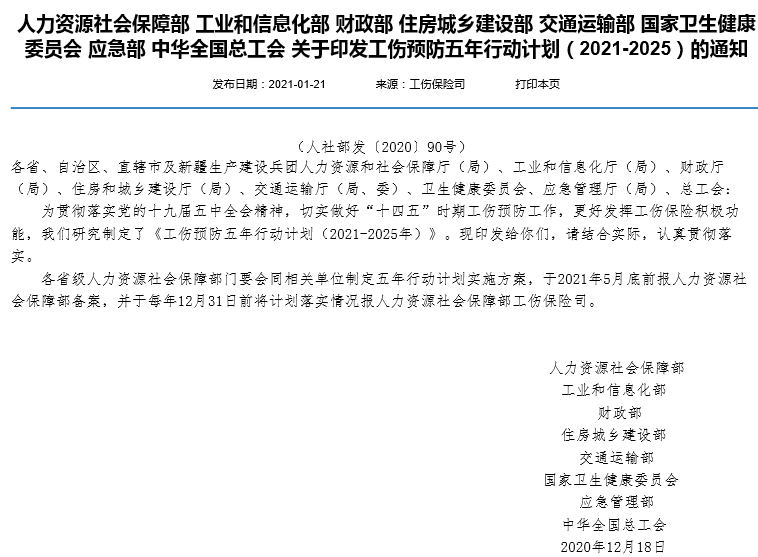 人力资源社会保障部 工业和信息化部 财政部 住房城乡建设部 交通运输部 国家卫生健康
委员会 应急部 中华全国总工会 关于印发工伤预防五年行动计划（2021-2025）的通知
发布日期：2021-01-21 来源：工伤保险司 打印本页
（人社部发〔2020〕90号）
各省、自治区、直辖市及新疆生产建设兵团人力资源和社会保障厅（局）、工业和信息化厅（局）、财政厅
（局）、住房和城乡建设厅（局）、交通运输厅（局、委）、卫生健康委员会、应急管理厅（局）、总工会：
为贯彻落实党的十九届五中全会精神，切实做好“十四五”时期工伤预防工作，更好发挥工伤保险积极功
能，我们研究制定了《工伤预防五年行动计划（2021-2025年）》。现印发给你们，请结合实际，认真贯彻落
实。
各省级人力资源社会保障部门要会同相关单位制定五年行动计划实施方案，于2021年5月底前报人力资源社
会保障部备案，并于每年12月31日前将计划落实情况报人力资源社会保障部工伤保险司。
人力资源社会保障部
工业和信息化部
财政部
住房城乡建设部
交通运输部
国家卫生健康委员会
应急管理部
中华全国总工会
2020年12月18日